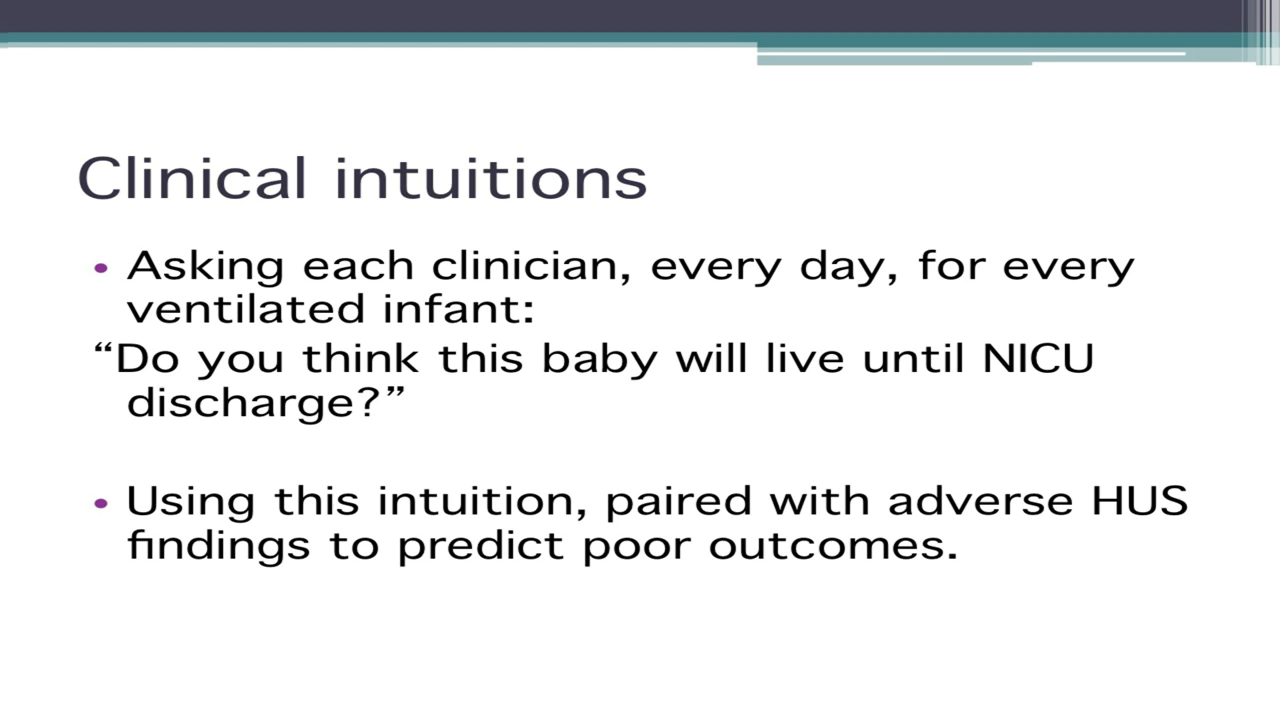 Clinical intuitions
• Asking each clinician, every day, for every
ventilated infant:
“Do you think this baby will live until NICU
discharge?”
• Using this intuition, paired with adverse HUS
findings to predict poor outcomes.